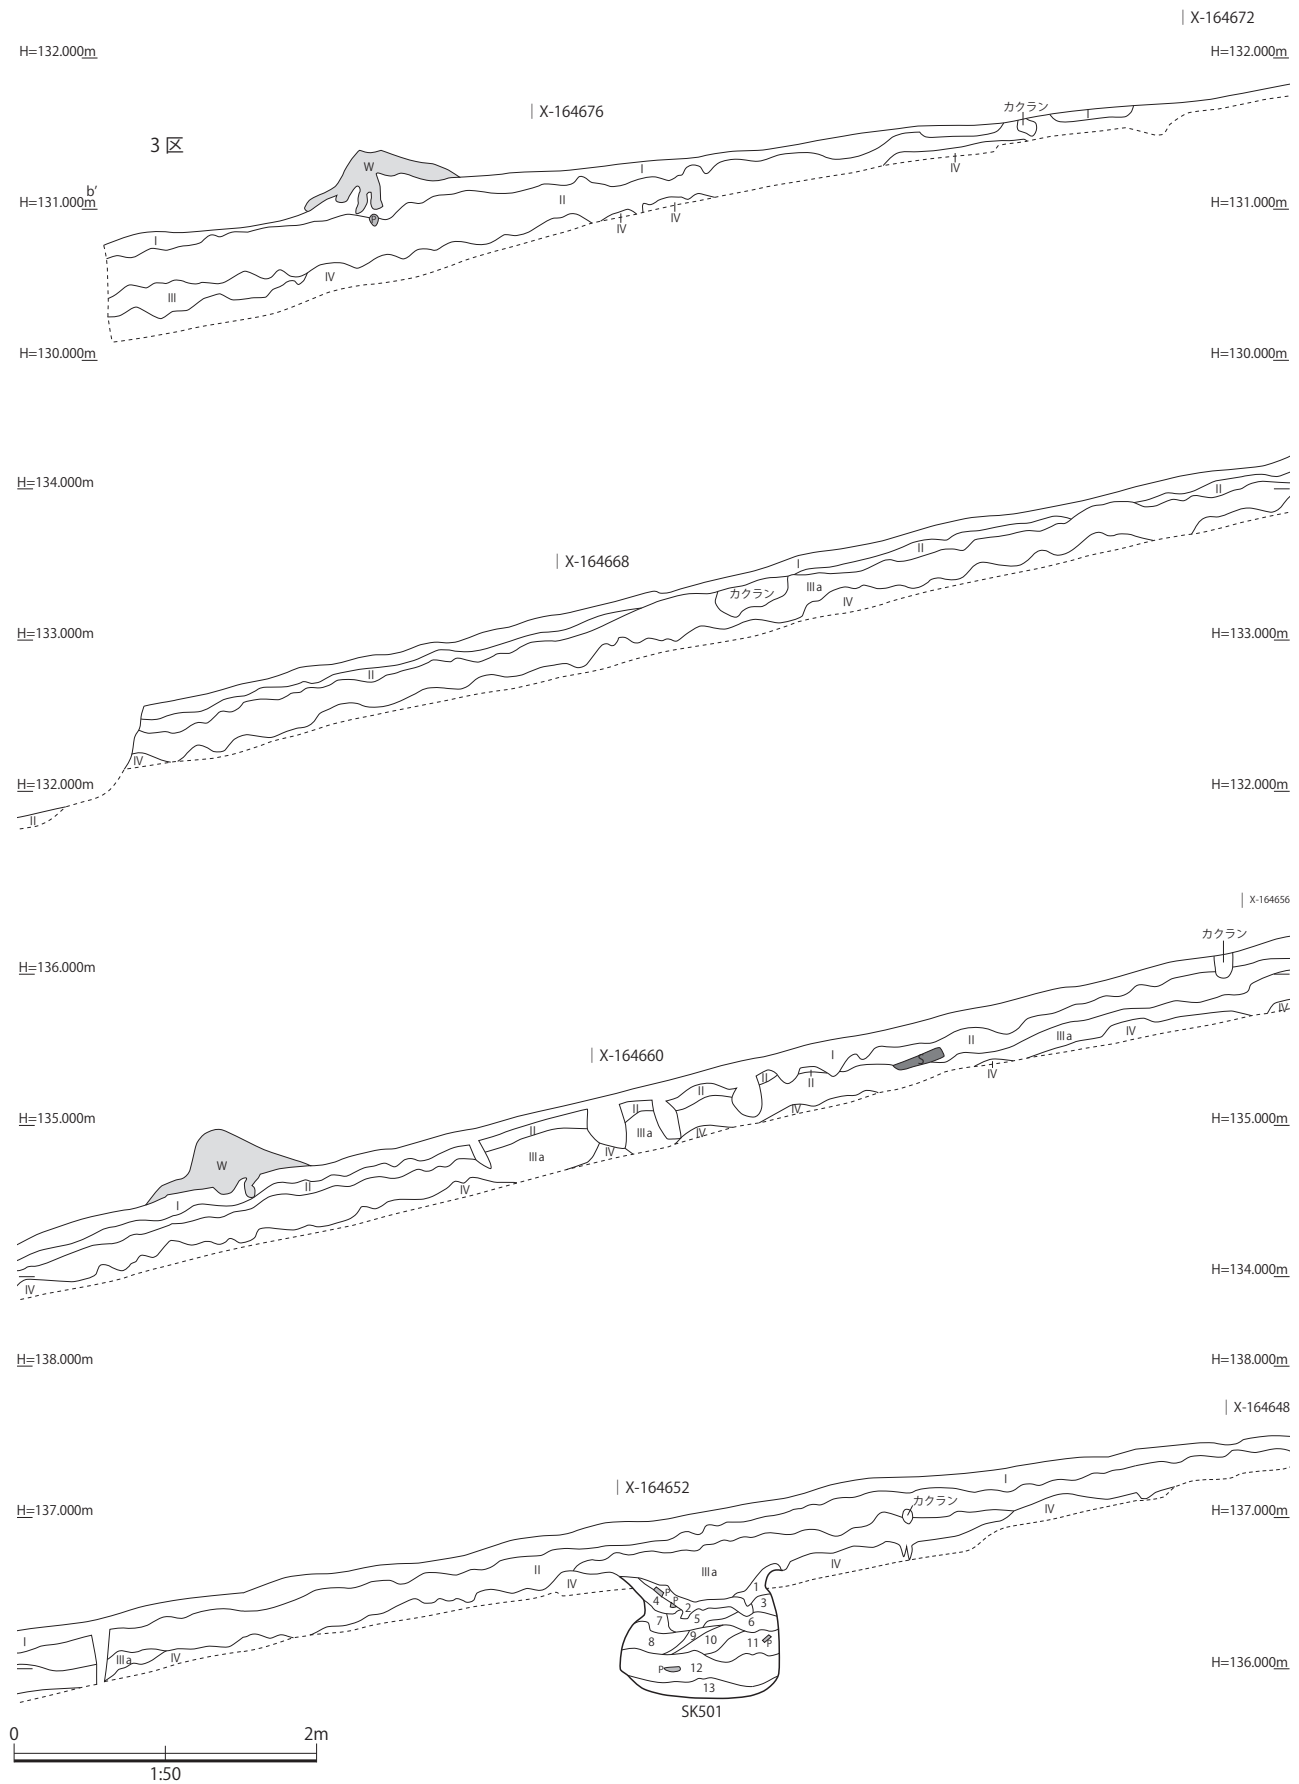 X-164672
H=132.000m H=132.000m
X-164676
カクラン
3 区
I
W
I
IV
b'
H=131.000m H=131.000m
II
P
IV
IV
I
IV
III
H=130.000m H=130.000m
H=134.000m
II
X-164668
II
I
カクラン
IIIa
IV
H=133.000m H=133.000m
II
IV
H=132.000m H=132.000m
II
X-164656
カクラン
H=136.000m
IV
X-164660
I
II
IIIa
IV
S
IV
II
II
II
II
IV
H=135.000m H=135.000m
II
IIIa
IV
IV
IIIa
W
II
IV
I
H=134.000m
IV
H=138.000m H=138.000m
X-164648
I
X-164652
カクラン
H=137.000m H=137.000m
IV
II
IIIa
IV
IV
1
P
4
P
2
3
5
7
6
9
8
10
11
P
I
IIIa
IV
H=136.000m
P
12
13
SK501
0 2m
1:50